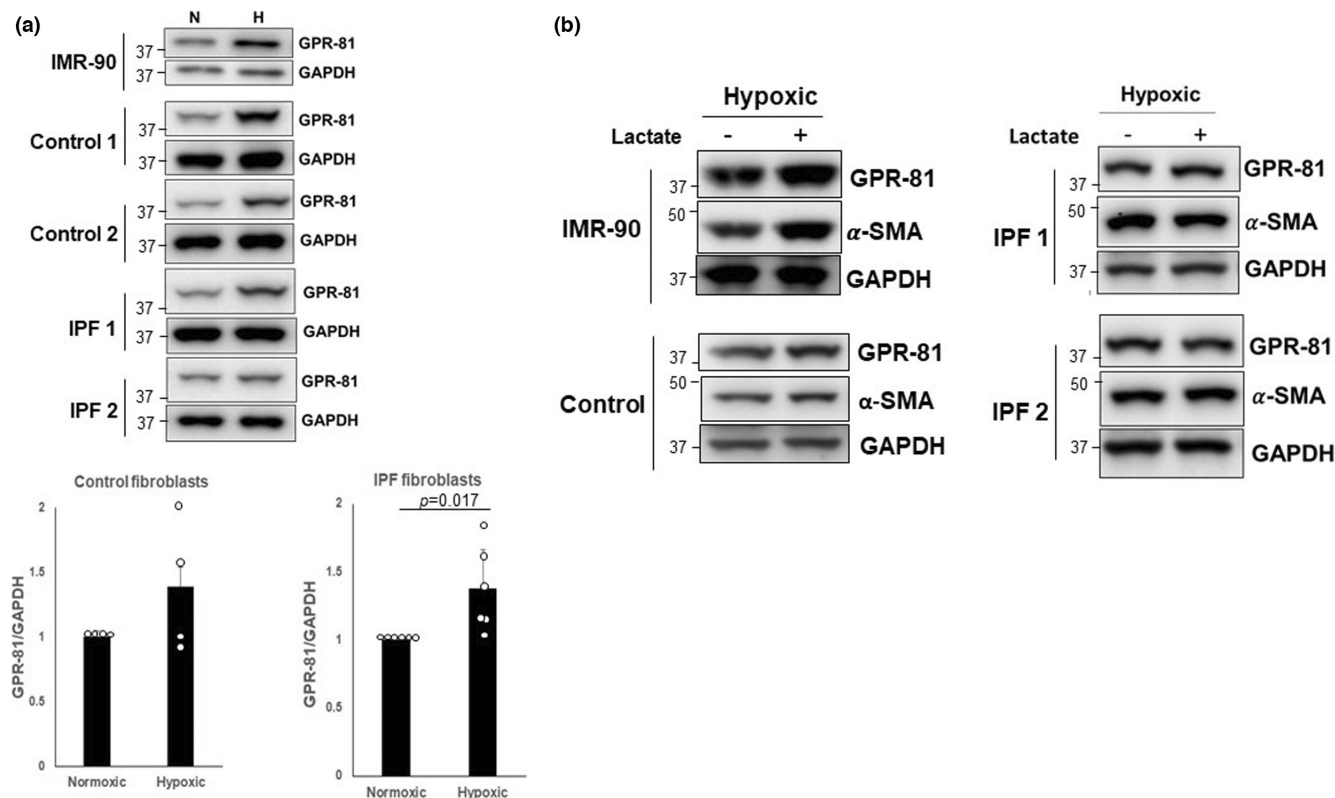 (a)
N H
IMR-90
37
GPR-81
37
GAPDH
Control 1
37
GPR-81
37
GAPDH
Control 2
37
GPR-81
37
GAPDH
IPF 1
37
GPR-81
37
GAPDH
IPF 2
37
GPR-81
37
GAPDH
Control fibroblasts
GPR-81/GAPDH
2
1.5
1
0.5
0
Normoxic Hypoxic
IPF fibroblasts
p=0.017
GPR-81/GAPDH
2
1.5
1
0.5
0
Normoxic Hypoxic
(b)
Hypoxic
Lactate - +
IMR-90
37
GPR-81
50
α-SMA
37
GAPDH
Control
37
GPR-81
50
α-SMA
37
GAPDH
Hypoxic
Lactate - +
IPF 1
37
GPR-81
50
α-SMA
37
GAPDH
IPF 2
37
GPR-81
50
α-SMA
37
GAPDH